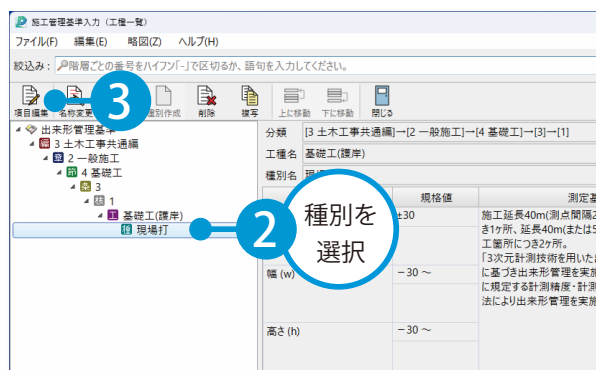 施工管理基準入力（工種一覧）
ファイル(F) 編集(E) 略図(Z) ヘルプ(H)
絞込み： 階層ごとの番号をハイフン「-」で区切るか、語句を入力してください。
項目編集 名称変更 種別作成 削除 複写 上に移動 下に移動 閉じる
3
出来形管理基準
3 土木工事共通編
2 一般施工
4 基礎工
3
1
基礎工(護岸)
現場打
分類 [3 土木工事共通編]→[2 一般施工]→[4 基礎工]→[3]→[1]
工種名 基礎工(護岸)
種別名
規格値 測定基
±30
施工延長40m(測点間隔2
き1ケ所、延長40m(または5
工箇所につき2ケ所。
「3次元計測技術を用いた出
幅 (w) －30 ～ に基づき出来形管理を実施
に規定する計測精度・計測
法により出来形管理を実施
高さ (h) －30 ～
2
種別を
選択